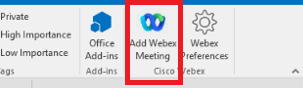 Private
High Importance
Low Importance
Office
Add-ins
Add Webex
Meeting
Webex
Preferences
ags
Add-ins
Cisco Webex